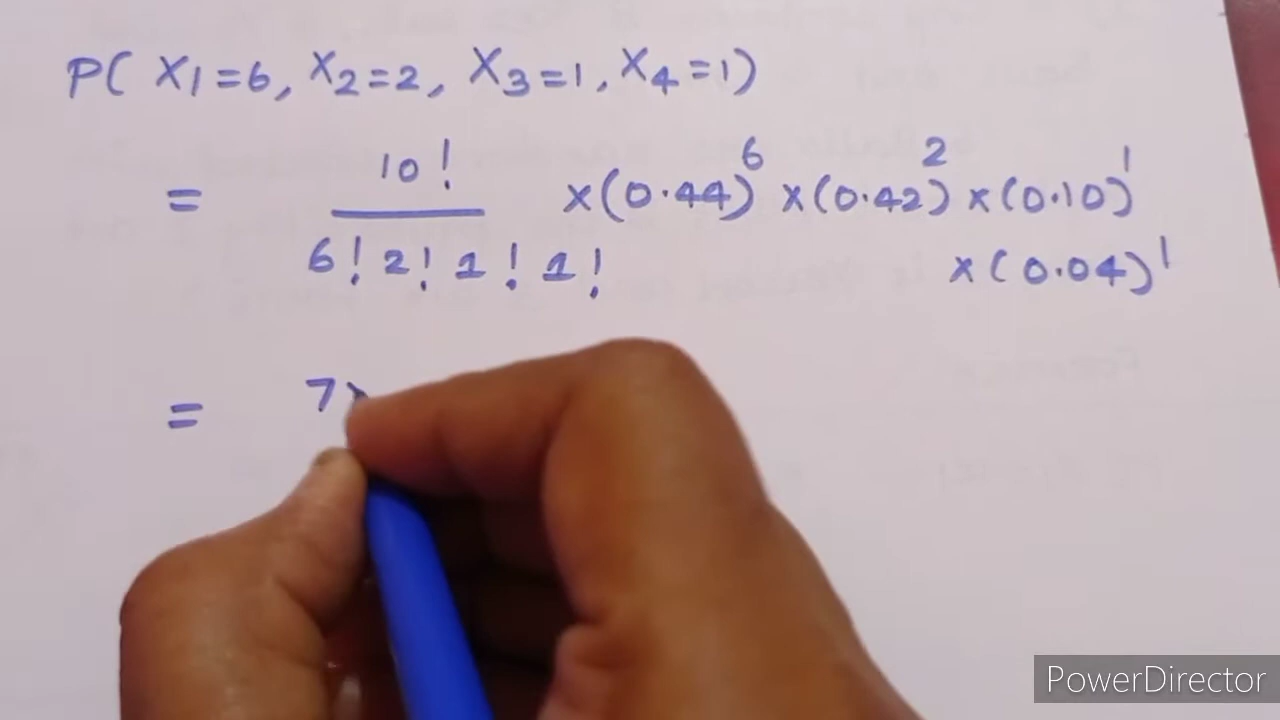 P( X₁=6, X₂=2, X₃=1, X₄=1)
= 10! / 6! 2! 1! 1! ×(0.44)⁶ ×(0.42)² ×(0.10)¹
×(0.04)¹
= 7×
PowerDirector